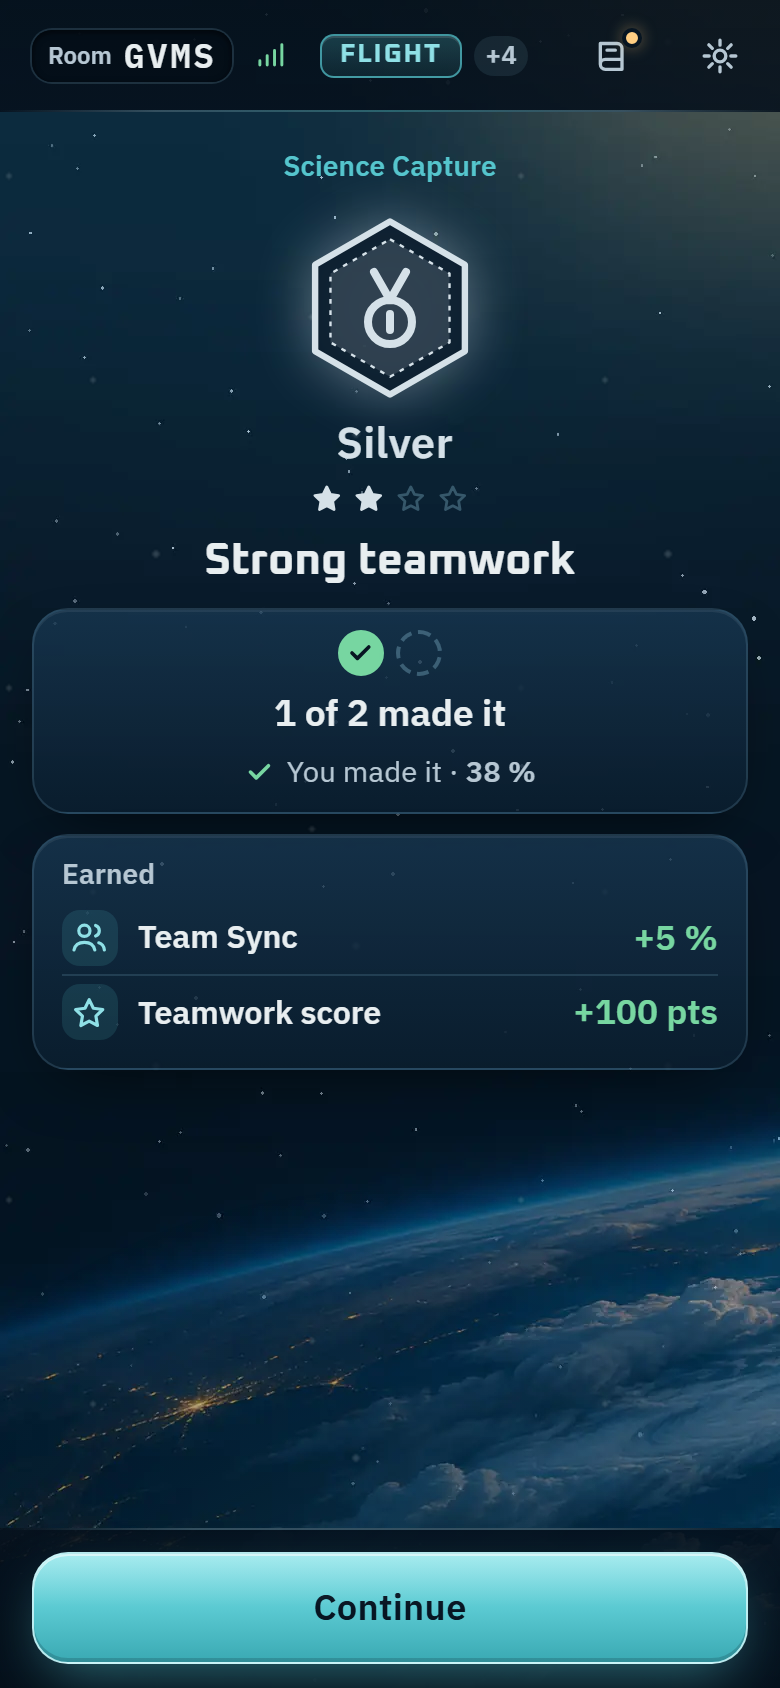 Room GVMS FLIGHT +4
Science Capture
Silver
Strong teamwork
1 of 2 made it
You made it · 38 %
Earned
Team Sync +5 %
Teamwork score +100 pts
Continue